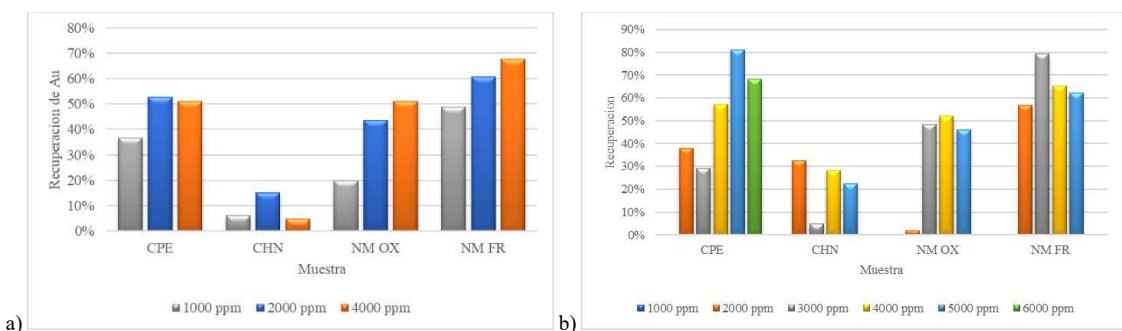 80%
70%
60%
50%
40%
30%
20%
10%
0%
Recuperacion de Au
CPE CHN NM OX NM FR
Muestra
1000 ppm 2000 ppm 4000 ppm
a)
90%
80%
70%
60%
50%
40%
30%
20%
10%
0%
Recuperacion
CPE CHN NM OX NM FR
Muestra
1000 ppm 2000 ppm 3000 ppm 4000 ppm 5000 ppm 6000 ppm
b)